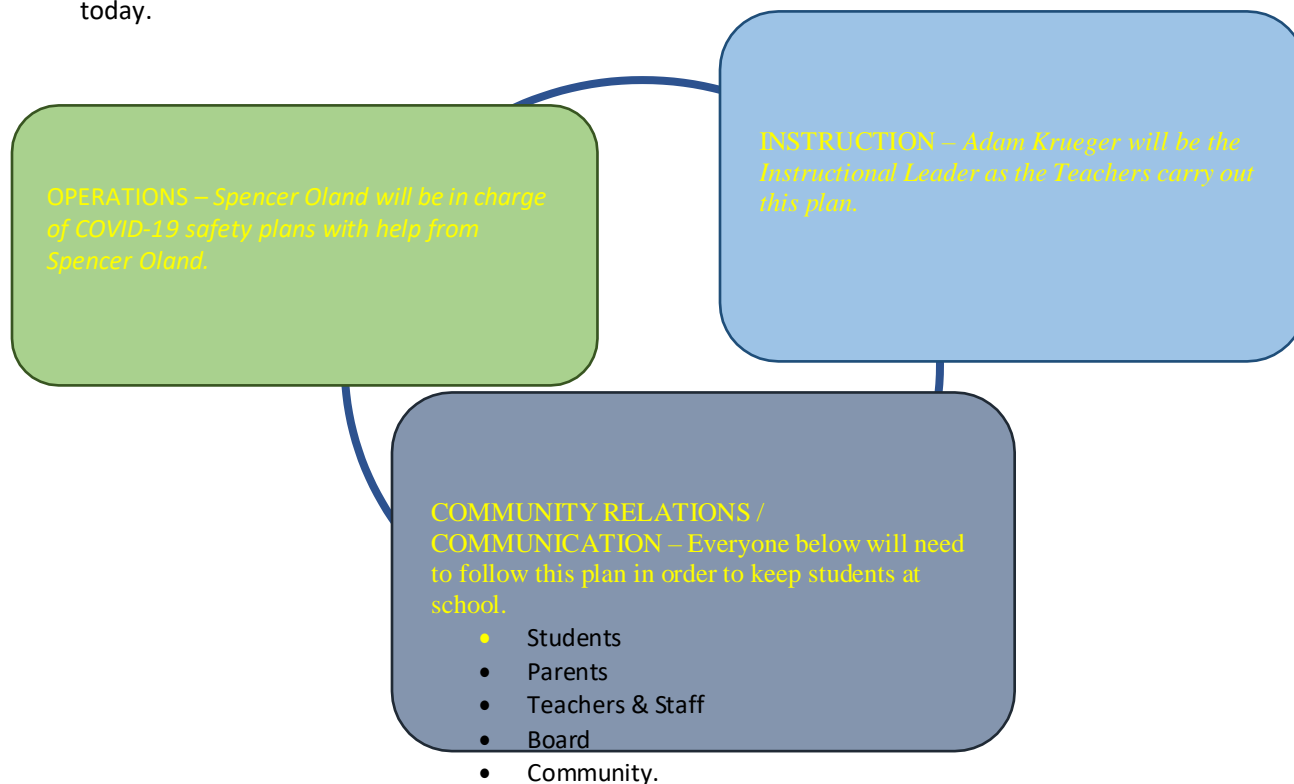 today.
OPERATIONS – Spencer Oland will be in charge
of COVID-19 safety plans with help from
Spencer Oland.
INSTRUCTION – Adam Krueger will be the
Instructional Leader as the Teachers carry out
this plan.
COMMUNITY RELATIONS /
COMMUNICATION – Everyone below will need
to follow this plan in order to keep students at
school.
• Students
• Parents
• Teachers & Staff
• Board
• Community.